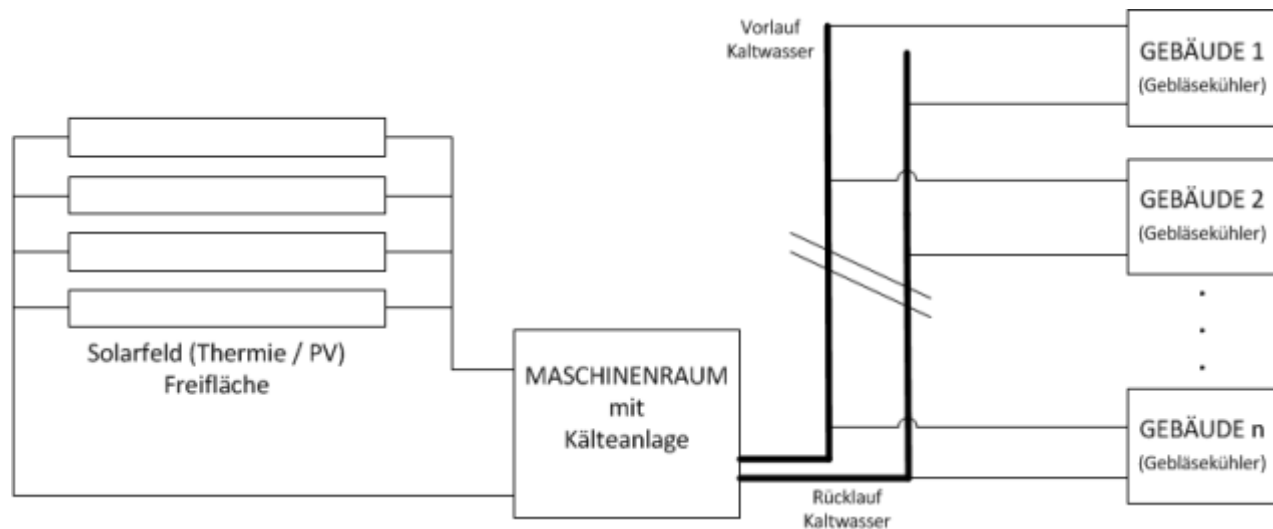 Vorlauf
Kaltwasser
GEBÄUDE 1
(Gebläsekühler)
GEBÄUDE 2
(Gebläsekühler)
Solarfeld (Thermie / PV)
Freifläche
MASCHINENRAUM
mit
Kälteanlage
GEBÄUDE n
(Gebläsekühler)
Rücklauf
Kaltwasser